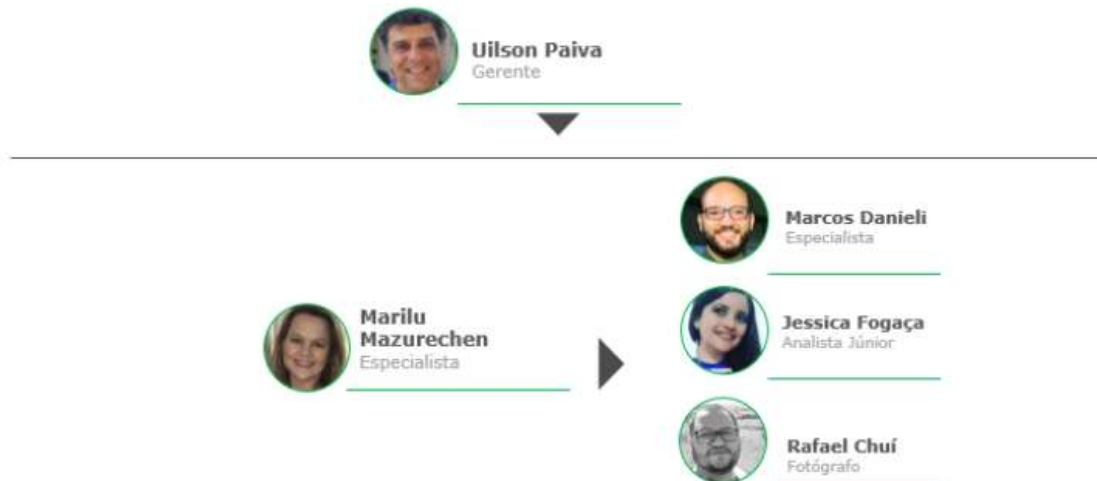 Uilson Paiva
Gerente
Marcos Danieli
Especialista
Marilu
Mazurechen
Especialista
Jessica Fogaça
Analista Júnior
Rafael Chuí
Fotógrafo